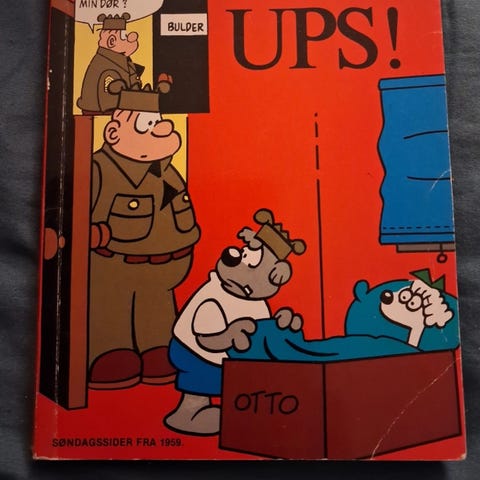 MIN DØR?
BULDER
UPS!
OTTO
SØNDAGSSIDER FRA 1959.